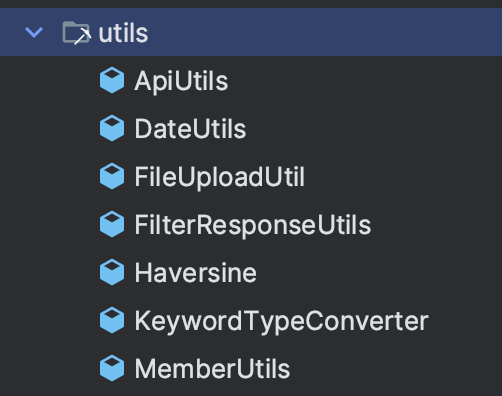 utils
ApiUtils
DateUtils
FileUploadUtil
FilterResponseUtils
Haversine
KeywordTypeConverter
MemberUtils